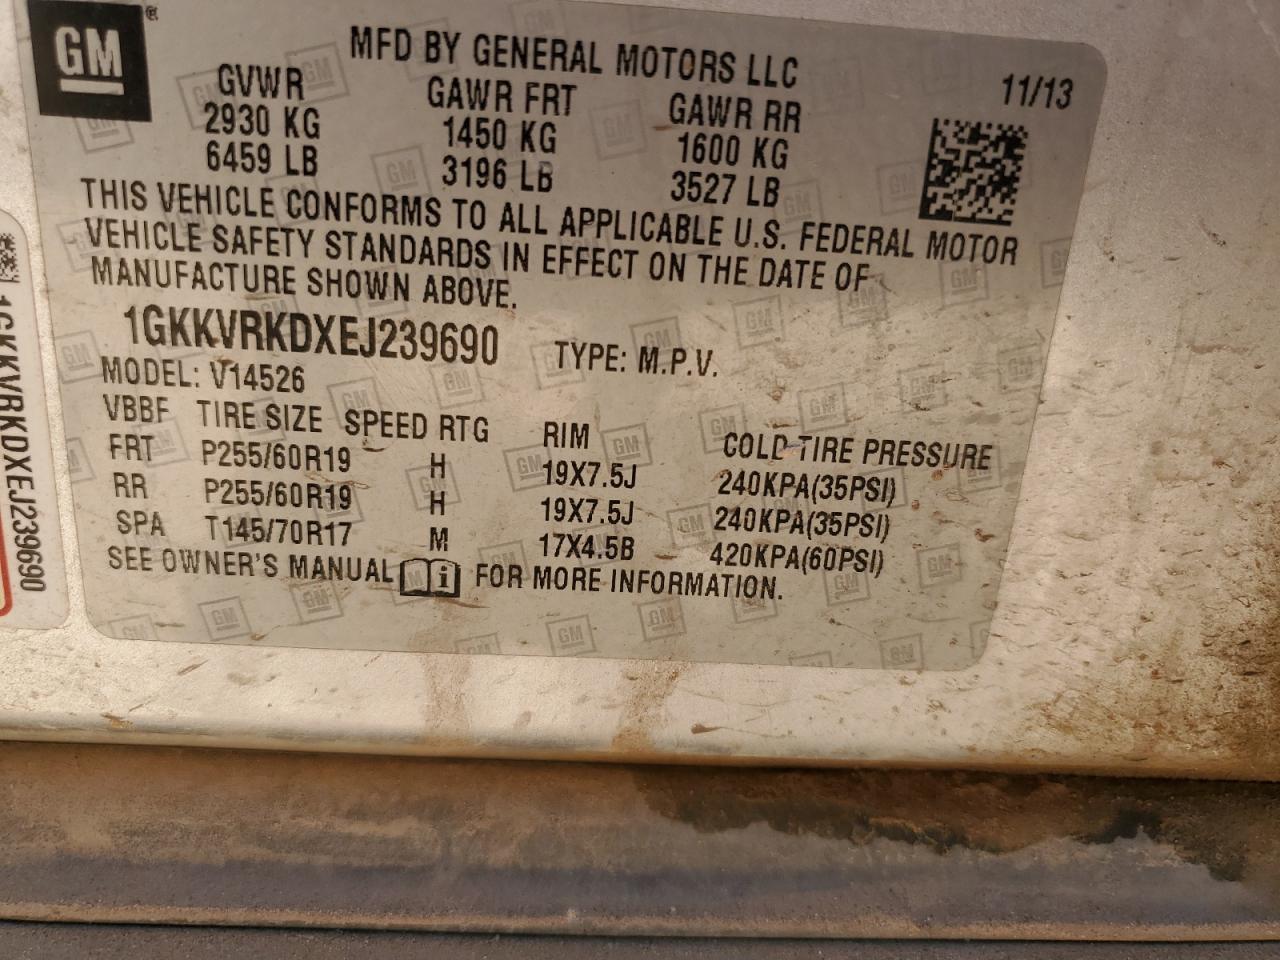 GM
MFD BY GENERAL MOTORS LLC
11/13
GVWR GAWR FRT GAWR RR
2930 KG 1450 KG 1600 KG
6459 LB 3196 LB 3527 LB
THIS VEHICLE CONFORMS TO ALL APPLICABLE U.S. FEDERAL MOTOR
VEHICLE SAFETY STANDARDS IN EFFECT ON THE DATE OF
MANUFACTURE SHOWN ABOVE.
1GKKVRKDXEJ239690 TYPE: M.P.V.
MODEL: V14526
VBBF TIRE SIZE SPEED RTG RIM COLD TIRE PRESSURE
FRT P255/60R19 H 19X7.5J 240KPA(35PSI)
RR P255/60R19 H 19X7.5J 240KPA(35PSI)
SPA T145/70R17 M 17X4.5B 420KPA(60PSI)
SEE OWNER'S MANUAL i FOR MORE INFORMATION.
1GKKVRKDXEJ239690